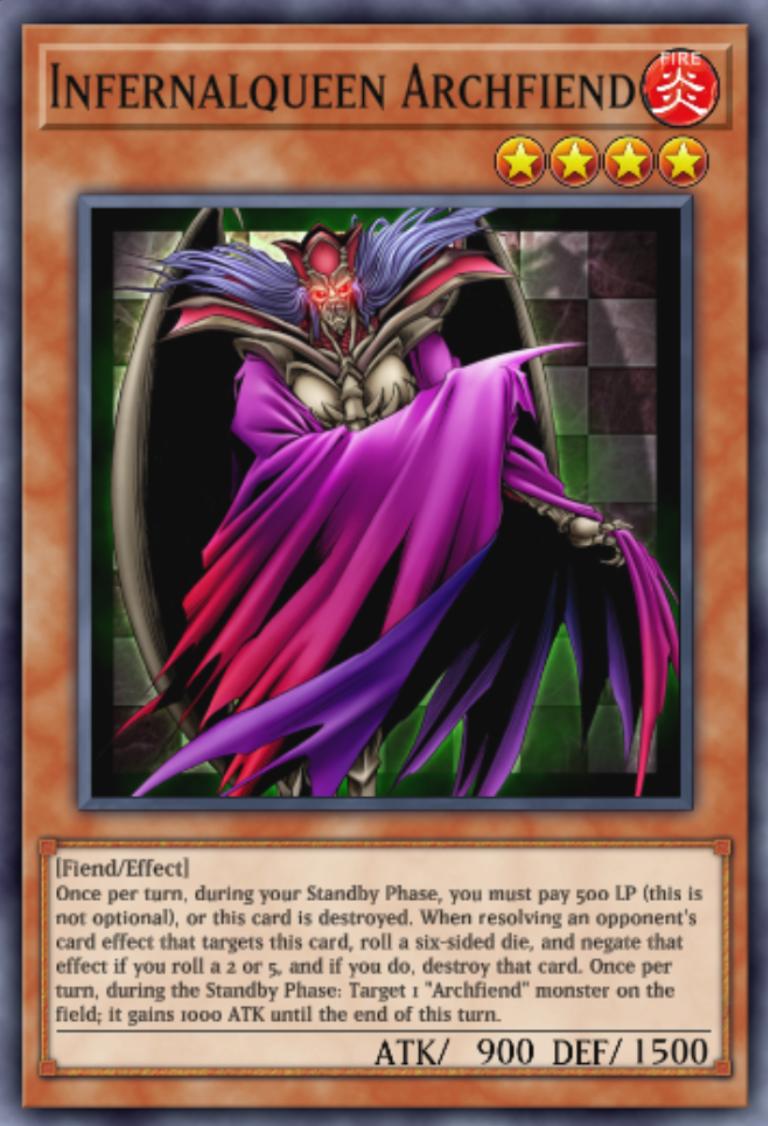 Infernalqueen Archfiend
FIRE
炎
[Fiend/Effect]
Once per turn, during your Standby Phase, you must pay 500 LP (this is
not optional), or this card is destroyed. When resolving an opponent's
card effect that targets this card, roll a six-sided die, and negate that
effect if you roll a 2 or 5, and if you do, destroy that card. Once per
turn, during the Standby Phase: Target 1 "Archfiend" monster on the
field; it gains 1000 ATK until the end of this turn.
ATK/ 900 DEF/ 1500